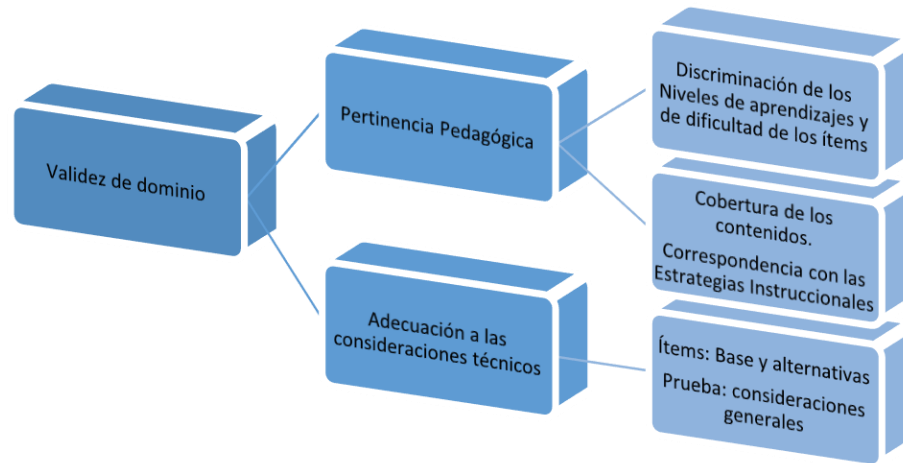 Validez de dominio
Pertinencia Pedagógica
Adecuación a las
consideraciones técnicos
Discriminación de los
Niveles de aprendizajes y
de dificultad de los ítems
Cobertura de los
contenidos.
Correspondencia con las
Estrategias Instruccionales
Ítems: Base y alternativas
Prueba: consideraciones
generales